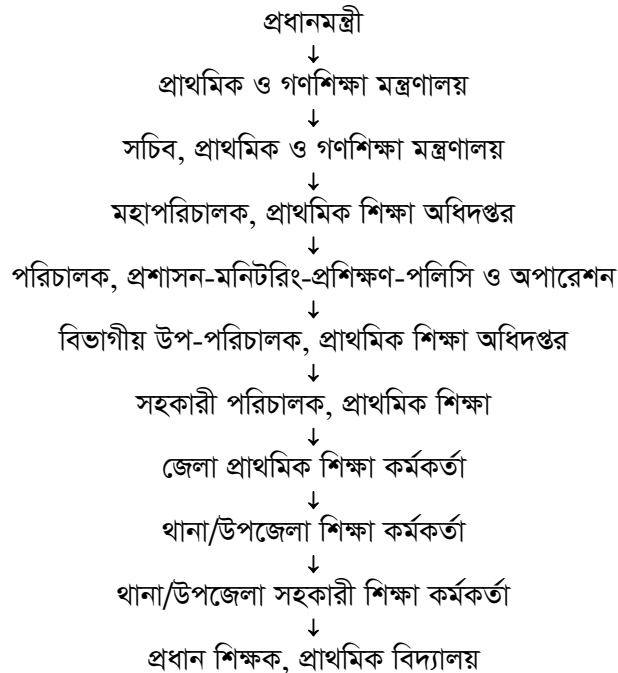 প্রধানমন্ত্রী
↓
প্রাথমিক ও গণশিক্ষা মন্ত্রণালয়
↓
সচিব, প্রাথমিক ও গণশিক্ষা মন্ত্রণালয়
↓
মহাপরিচালক, প্রাথমিক শিক্ষা অধিদপ্তর
↓
পরিচালক, প্রশাসন-মনিটরিং-প্রশিক্ষণ-পলিসি ও অপারেশন
↓
বিভাগীয় উপ-পরিচালক, প্রাথমিক শিক্ষা অধিদপ্তর
↓
সহকারী পরিচালক, প্রাথমিক শিক্ষা
↓
জেলা প্রাথমিক শিক্ষা কর্মকর্তা
↓
থানা/উপজেলা শিক্ষা কর্মকর্তা
↓
থানা/উপজেলা সহকারী শিক্ষা কর্মকর্তা
↓
প্রধান শিক্ষক, প্রাথমিক বিদ্যালয়